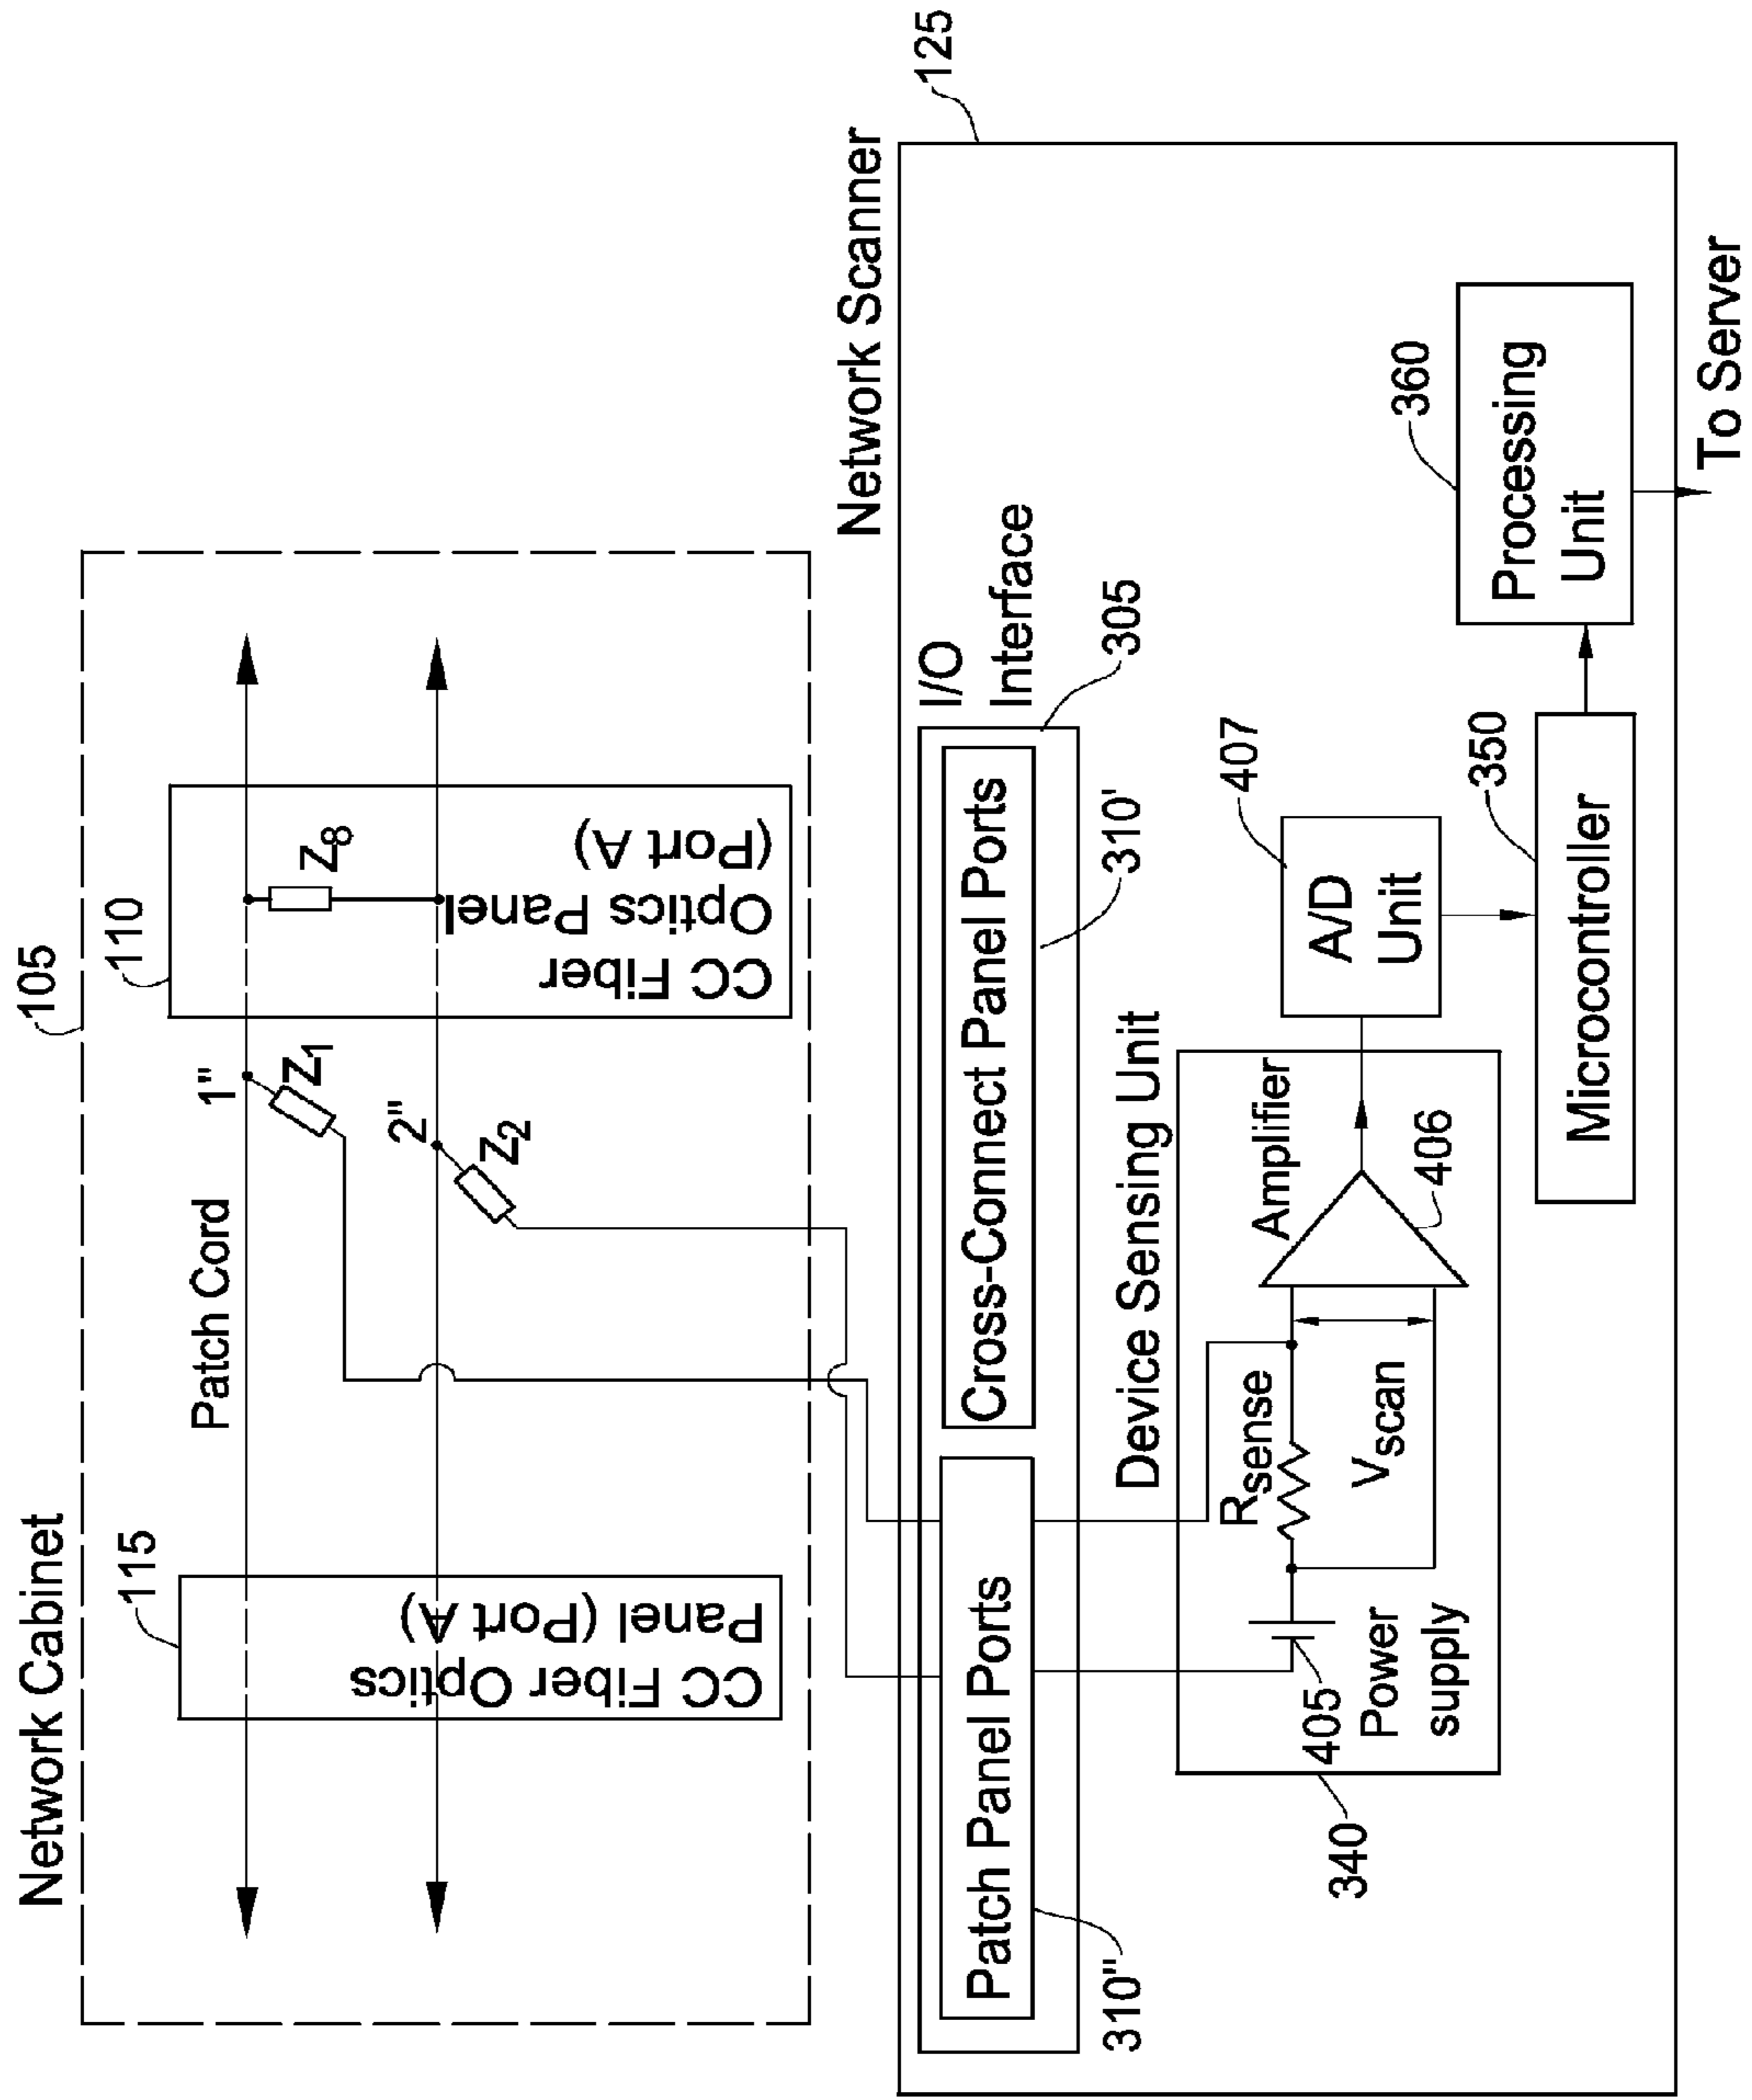 Network Cabinet
105
115
Patch Cord
110
1"
Z1
2"
Z2
Z8
CC Fiber Optics
Panel (Port A)
CC Fiber
Optics Panel
(Port A)
Network Scanner
125
I/O
Interface
305
Patch Panel Ports
310"
Cross-Connect Panel Ports
310'
Device Sensing Unit
340
Rsense
Vscan
Amplifier
406
405
Power
supply
407
A/D
Unit
350
Microcontroller
360
Processing
Unit
To Server